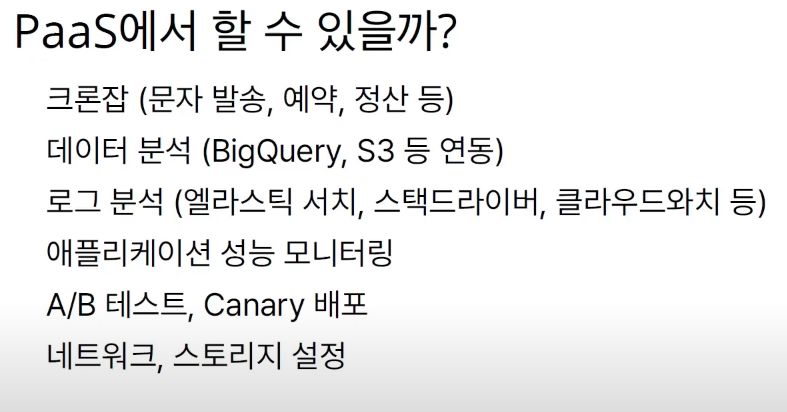 PaaS에서 할 수 있을까?
크론잡 (문자 발송, 예약, 정산 등)
데이터 분석 (BigQuery, S3 등 연동)
로그 분석 (엘라스틱 서치, 스택드라이버, 클라우드와치 등)
애플리케이션 성능 모니터링
A/B 테스트, Canary 배포
네트워크, 스토리지 설정